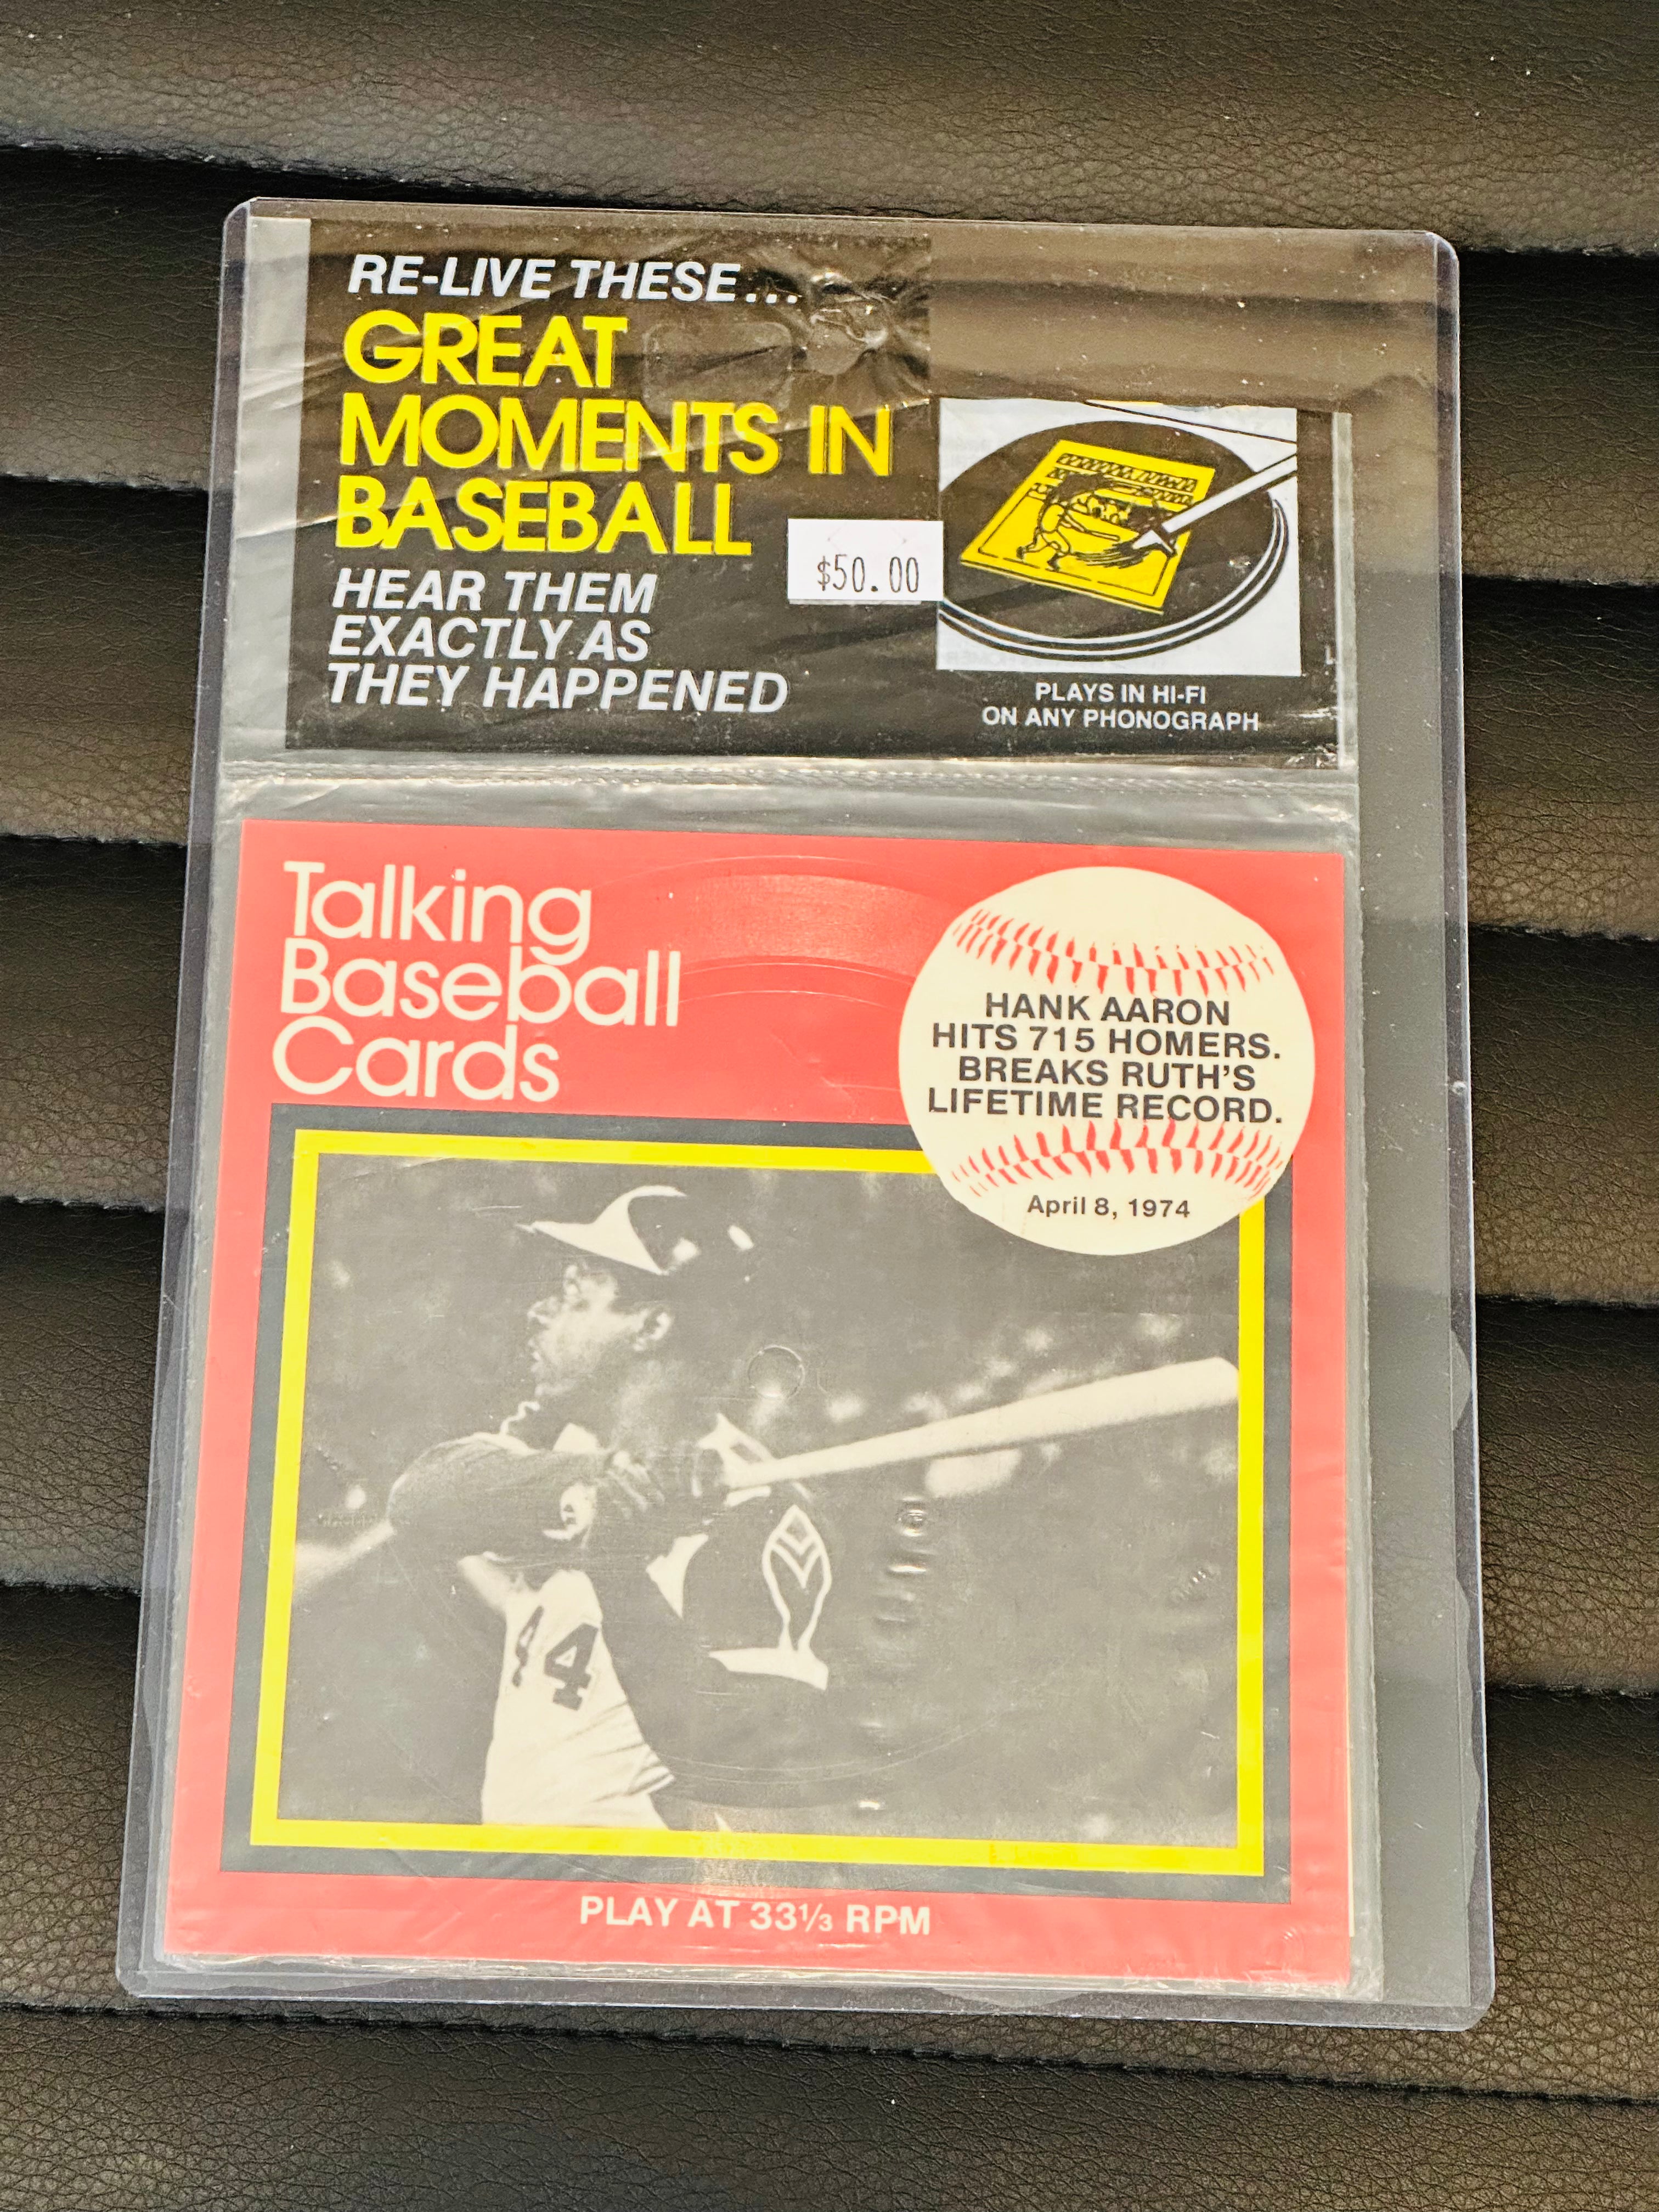 RE-LIVE THESE...
GREAT
MOMENTS IN
BASEBALL
HEAR THEM
EXACTLY AS
THEY HAPPENED
$50.00
PLAYS IN HI-FI
ON ANY PHONOGRAPH
Talking
Baseball
Cards
HANK AARON
HITS 715 HOMERS.
BREAKS RUTH'S
LIFETIME RECORD.
April 8, 1974
44
PLAY AT 33⅓ RPM